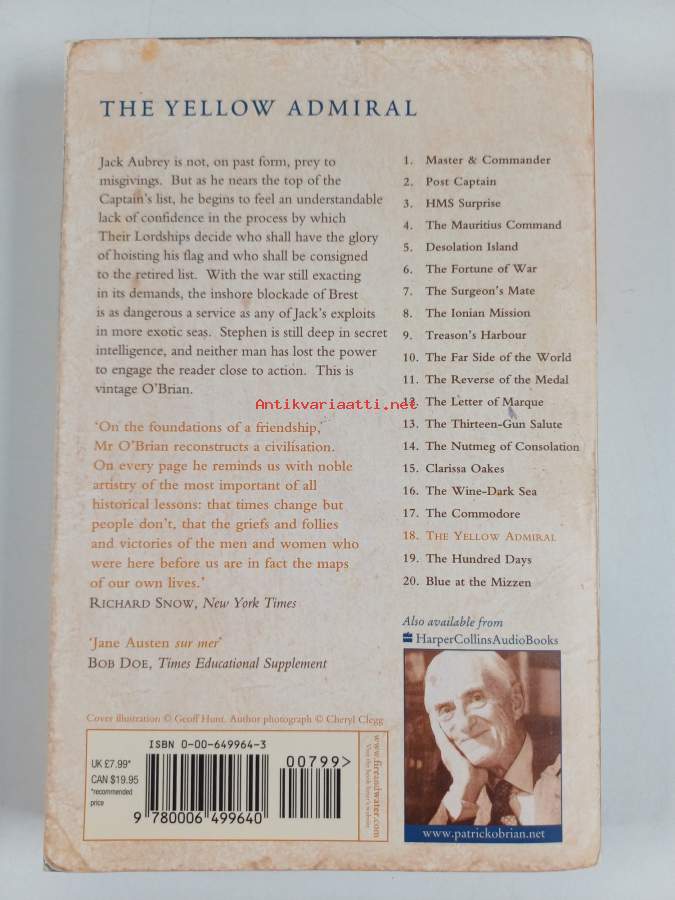 THE YELLOW ADMIRAL
Jack Aubrey is not, on past form, prey to
misgivings. But as he nears the top of the
Captain's list, he begins to feel an understandable
lack of confidence in the process by which
Their Lordships decide who shall have the glory
of hoisting his flag and who shall be consigned
to the retired list. With the war still exacting
in its demands, the inshore blockade of Brest
is as dangerous a service as any of Jack's exploits
in more exotic seas. Stephen is still deep in secret
intelligence, and neither man has lost the power
to engage the reader close to action. This is
vintage O'Brian.
'On the foundations of a friendship,
Mr O'Brian reconstructs a civilisation.
On every page he reminds us with noble
artistry of the most important of all
historical lessons: that times change but
people don't, that the griefs and follies
and victories of the men and women who
were here before us are in fact the maps
of our own lives.'
RICHARD SNOW, New York Times
'Jane Austen sur mer'
BOB DOE, Times Educational Supplement
1. Master & Commander
2. Post Captain
3. HMS Surprise
4. The Mauritius Command
5. Desolation Island
6. The Fortune of War
7. The Surgeon's Mate
8. The Ionian Mission
9. Treason's Harbour
10. The Far Side of the World
11. The Reverse of the Medal
12. The Letter of Marque
13. The Thirteen-Gun Salute
14. The Nutmeg of Consolation
15. Clarissa Oakes
16. The Wine-Dark Sea
17. The Commodore
18. THE YELLOW ADMIRAL
19. The Hundred Days
20. Blue at the Mizzen
Antikvariaatti.net
Also available from
HarperCollinsAudioBooks
www.patrickobrian.net
Cover illustration © Geoff Hunt. Author photograph © Cheryl Clegg
UK £7.99*
CAN $19.95
*recommended
price
ISBN 0-00-649964-3
00799>
9 780006 499640
www.fireandwater.com